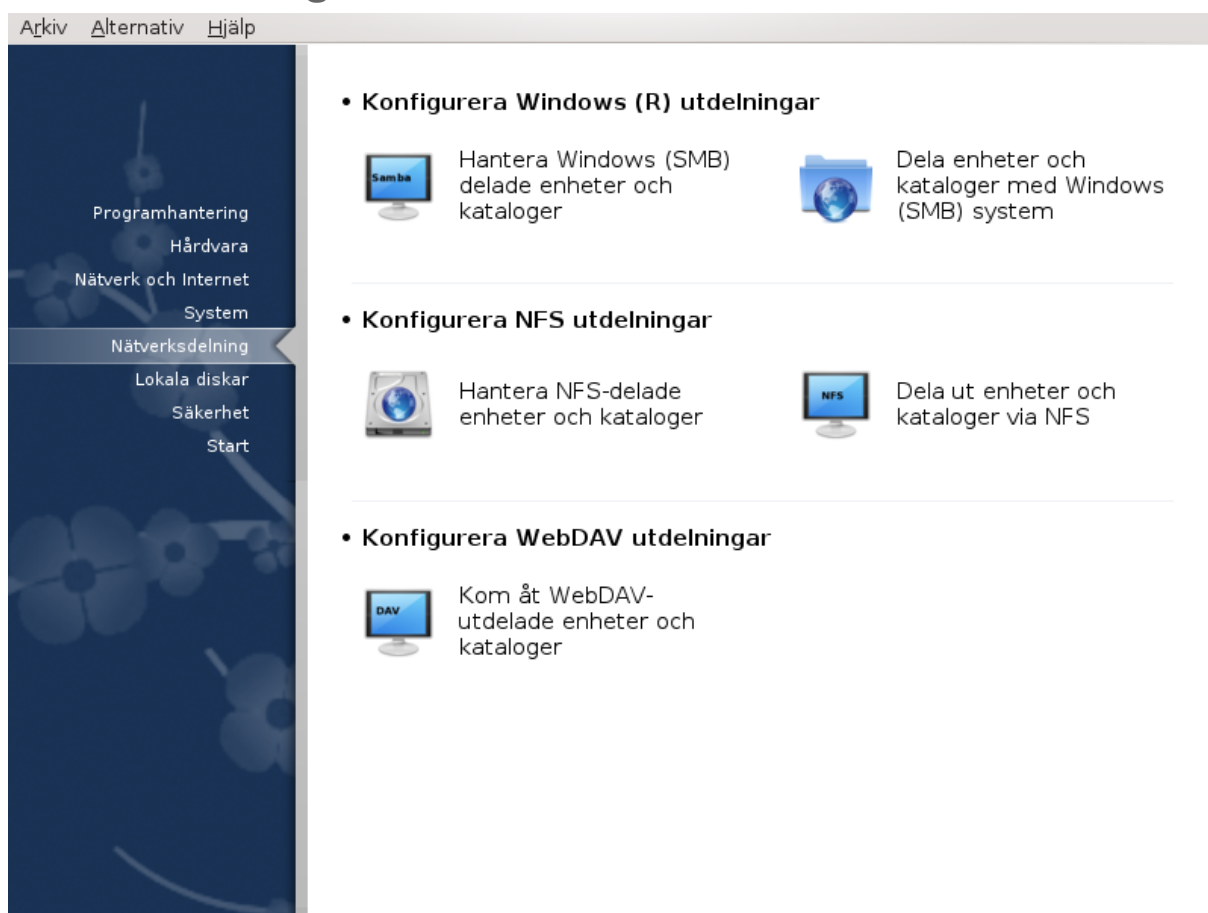 Arkiv Alternativ Hjälp
Programhantering
Hårdvara
Nätverk och Internet
System
Nätverksdelning
Lokala diskar
Säkerhet
Start
• Konfigurera Windows (R) utdelningar
Samba
Hantera Windows (SMB)
delade enheter och
kataloger
Dela enheter och
kataloger med Windows
(SMB) system
• Konfigurera NFS utdelningar
Hantera NFS-delade
enheter och kataloger
NFS
Dela ut enheter och
kataloger via NFS
• Konfigurera WebDAV utdelningar
DAV
Kom åt WebDAV-
utdelade enheter och
kataloger